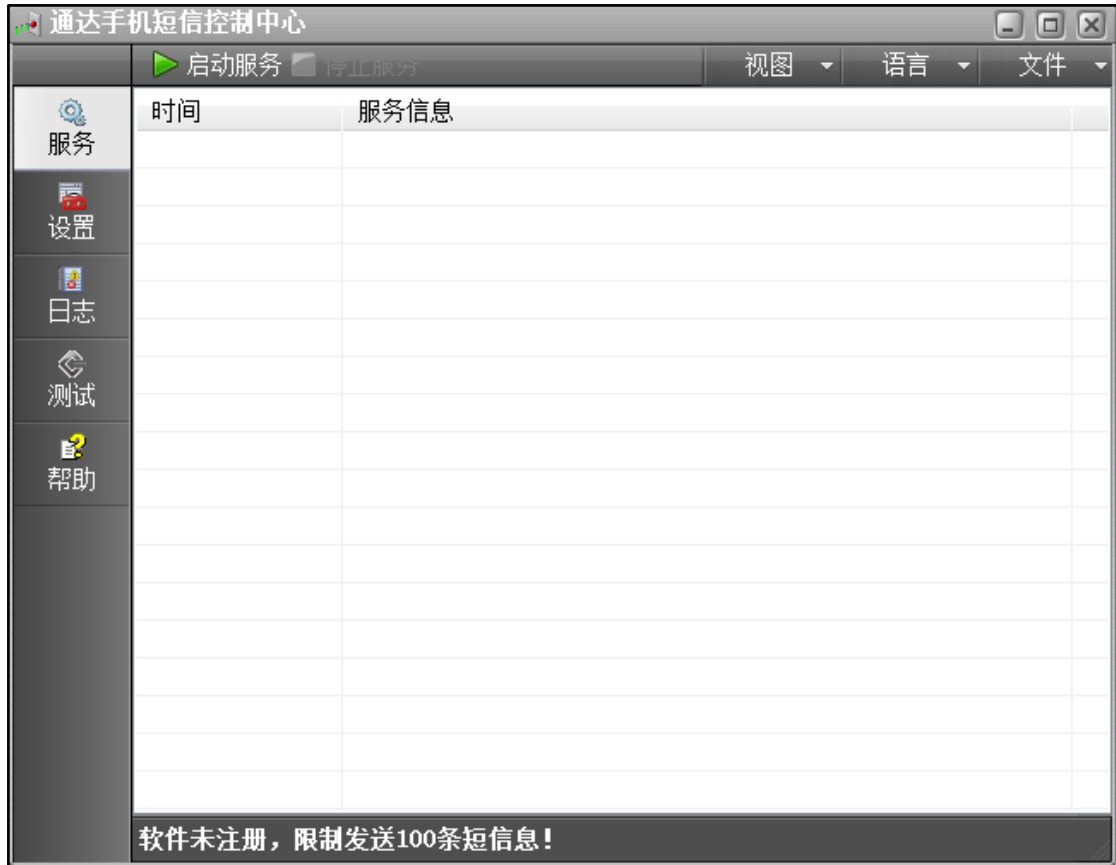 通达手机短信控制中心
启动服务 停止服务 视图 语言 文件
时间 服务信息
服务
设置
日志
测试
帮助
软件未注册，限制发送100条短信息！